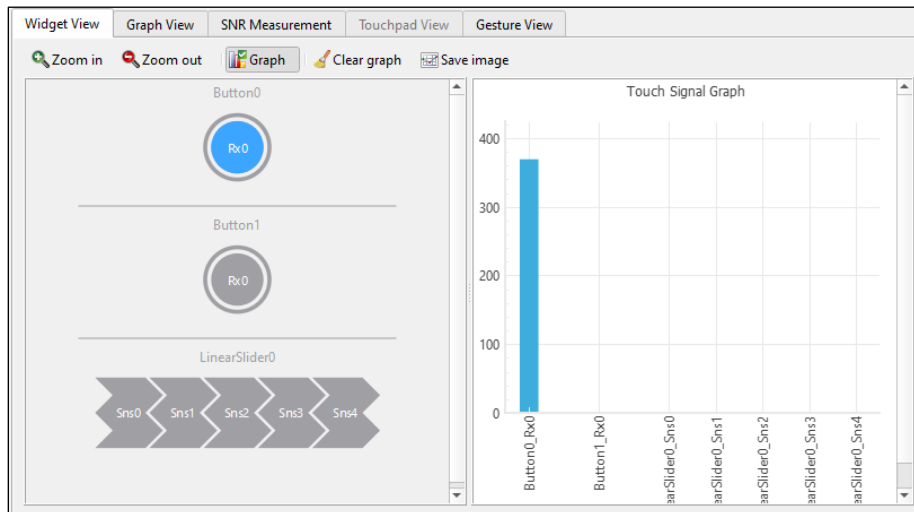 Widget View
Graph View
SNR Measurement
Touchpad View
Gesture View
Zoom in
Zoom out
Graph
Clear graph
Save image
Button0
Rx0
Button1
Rx0
LinearSlider0
Sns0
Sns1
Sns2
Sns3
Sns4
Touch Signal Graph
400
300
200
100
0
Button0_Rx0
Button1_Rx0
earSlider0_Sns0
earSlider0_Sns1
earSlider0_Sns2
earSlider0_Sns3
earSlider0_Sns4